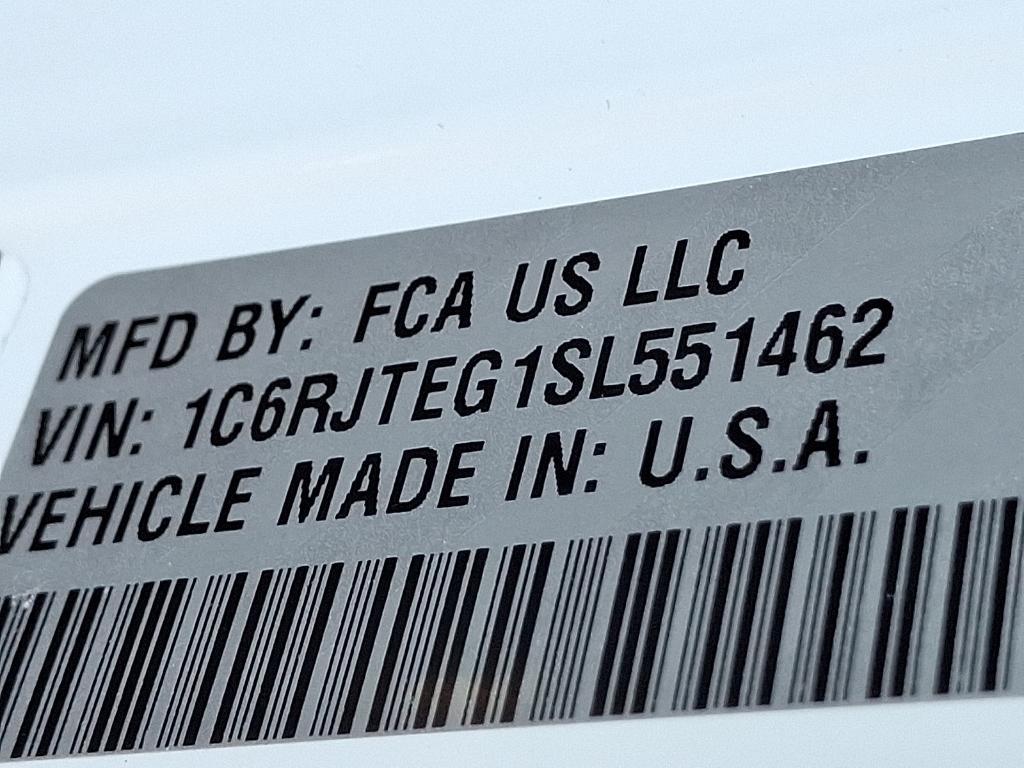 MFD BY: FCA US LLC
VIN: 1C6RJTEG1SL551462
VEHICLE MADE IN: U.S.A.